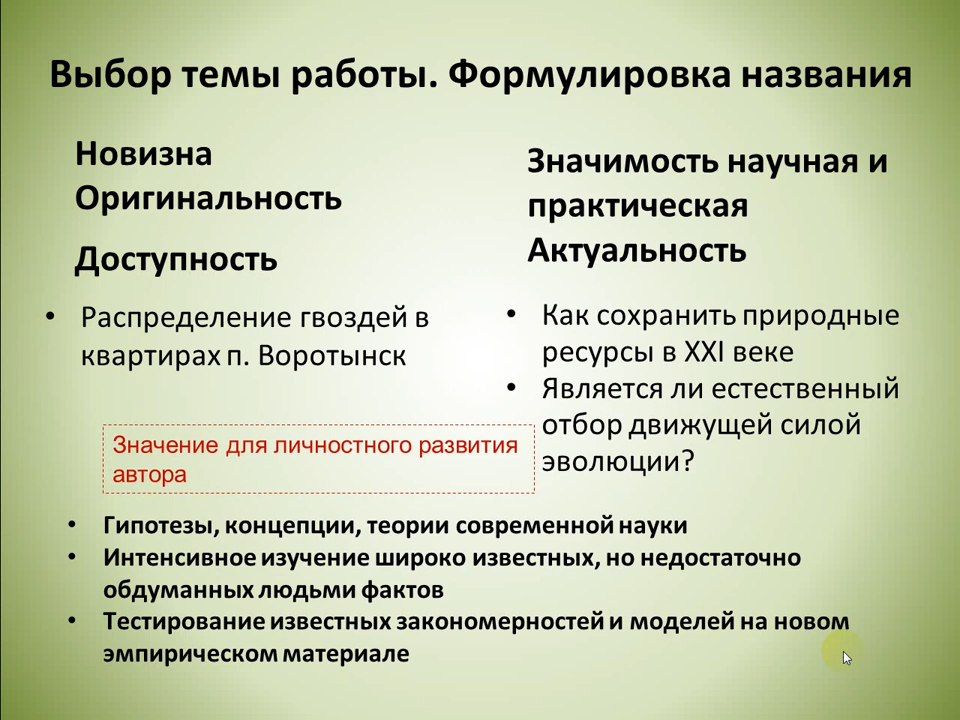 Выбор темы работы. Формулировка названия
Новизна
Оригинальность
Доступность
• Распределение гвоздей в
квартирах п. Воротынск
Значимость научная и
практическая
Актуальность
• Как сохранить природные
ресурсы в XXI веке
• Является ли естественный
отбор движущей силой
эволюции?
Значение для личностного развития
автора
• Гипотезы, концепции, теории современной науки
• Интенсивное изучение широко известных, но недостаточно
обдуманных людьми фактов
• Тестирование известных закономерностей и моделей на новом
эмпирическом материале